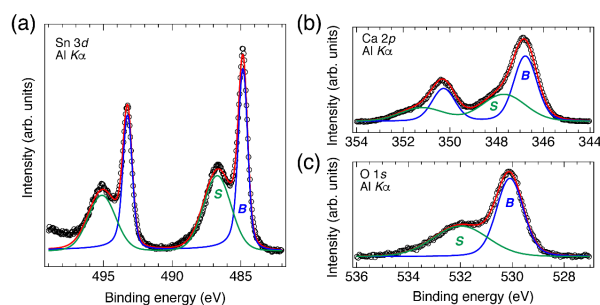 (a)
Sn 3d
Al Kα
Intensity (arb. units)
S
B
495
490
485
Binding energy (eV)
(b)
Ca 2p
Al Kα
Intensity (arb. units)
S
B
354
352
350
348
346
344
(c)
O 1s
Al Kα
Intensity (arb. units)
S
B
536
534
532
530
528
Binding energy (eV)